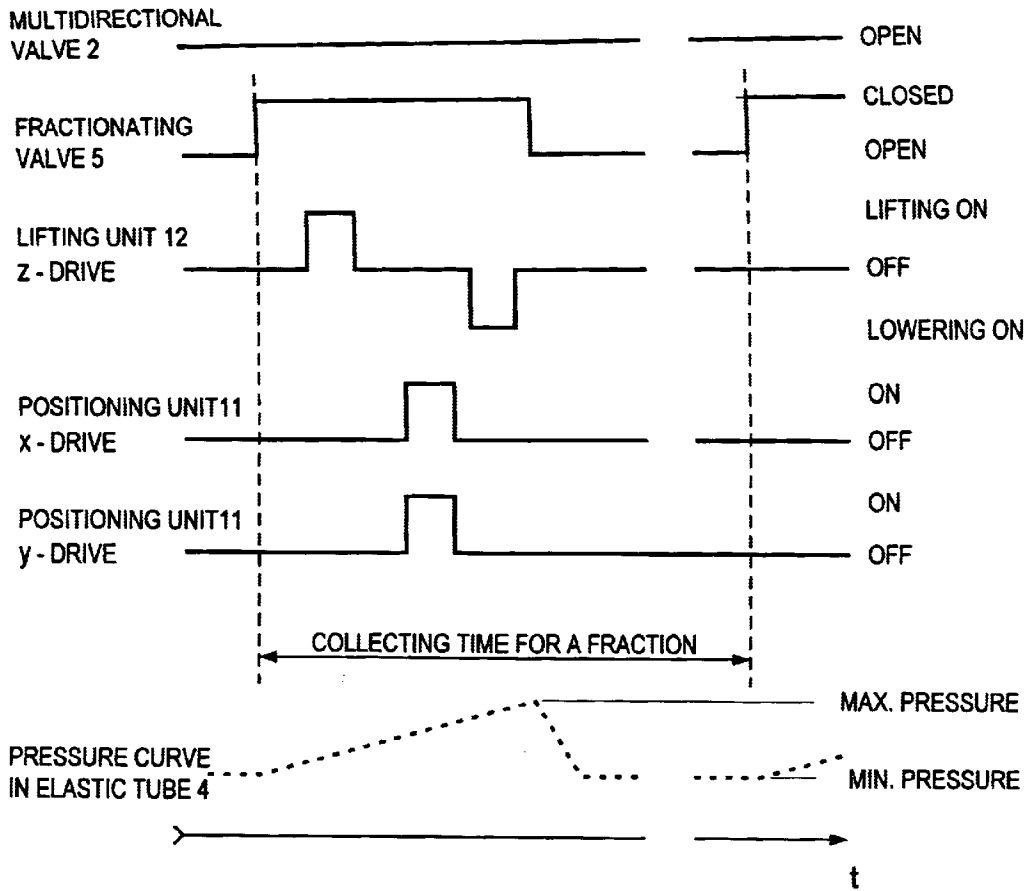 MULTIDIRECTIONAL
VALVE 2
OPEN
CLOSED
FRACTIONATING
VALVE 5
OPEN
LIFTING ON
LIFTING UNIT 12
z - DRIVE
OFF
LOWERING ON
POSITIONING UNIT11
x - DRIVE
ON
OFF
POSITIONING UNIT11
y - DRIVE
ON
OFF
COLLECTING TIME FOR A FRACTION
MAX. PRESSURE
PRESSURE CURVE
IN ELASTIC TUBE 4
MIN. PRESSURE
t